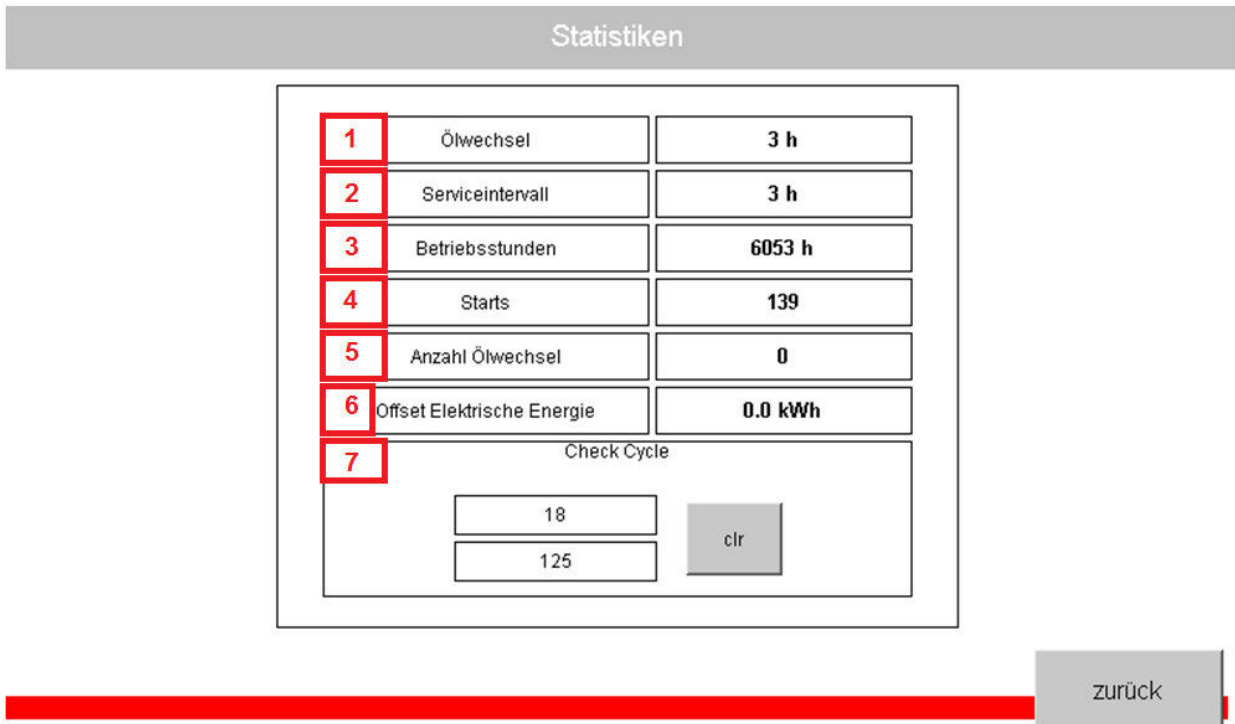 Statistiken
1 Ölwechsel 3 h
2 Serviceintervall 3 h
3 Betriebsstunden 6053 h
4 Starts 139
5 Anzahl Ölwechsel 0
6 Offset Elektrische Energie 0.0 kWh
7 Check Cycle
18
clr
125
zurück